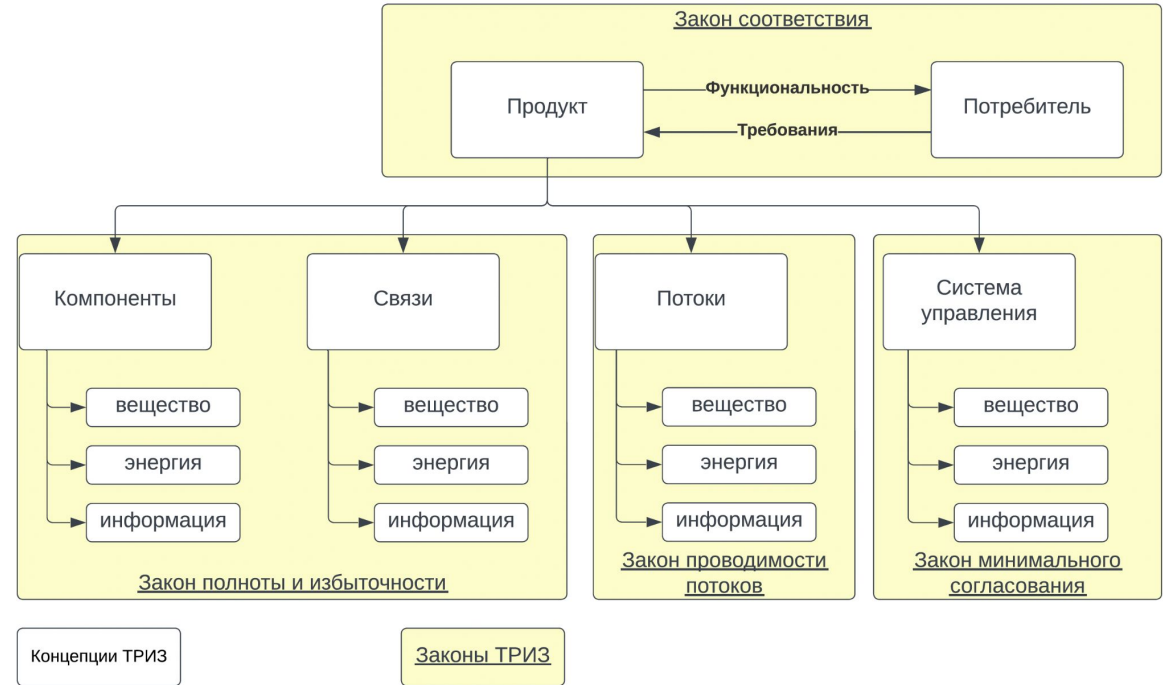 Закон соответствия
Продукт
Функциональность
Требования
Потребитель
Компоненты
вещество
энергия
информация
Связи
вещество
энергия
информация
Закон полноты и избыточности
Потоки
вещество
энергия
информация
Закон проводимости
потоков
Система
управления
вещество
энергия
информация
Закон минимального
согласования
Концепции ТРИЗ
Законы ТРИЗ